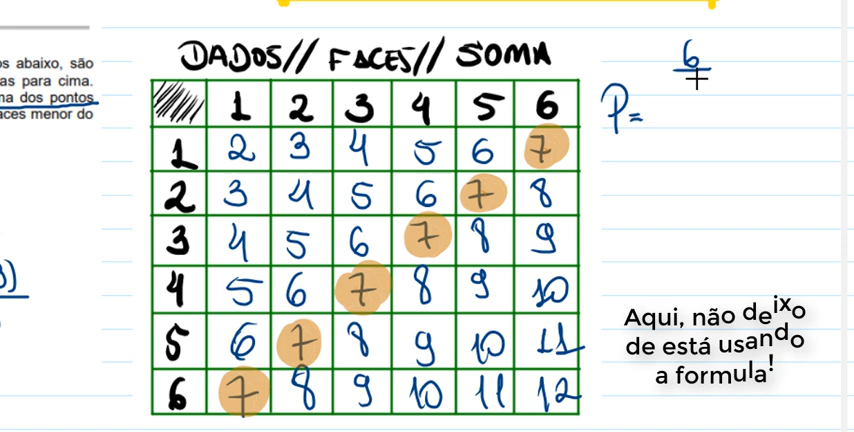 os abaixo, são
as para cima.
ma dos pontos
aces menor do
DADOS// FACES// SOMA
1 2 3 4 5 6
1 2 3 4 5 6 7
2 3 4 5 6 7 8
3 4 5 6 7 8 9
4 5 6 7 8 9 10
5 6 7 8 9 10 11
6 7 8 9 10 11 12
6
P=
3)
Aqui, não deixo
de está usando
a formula!